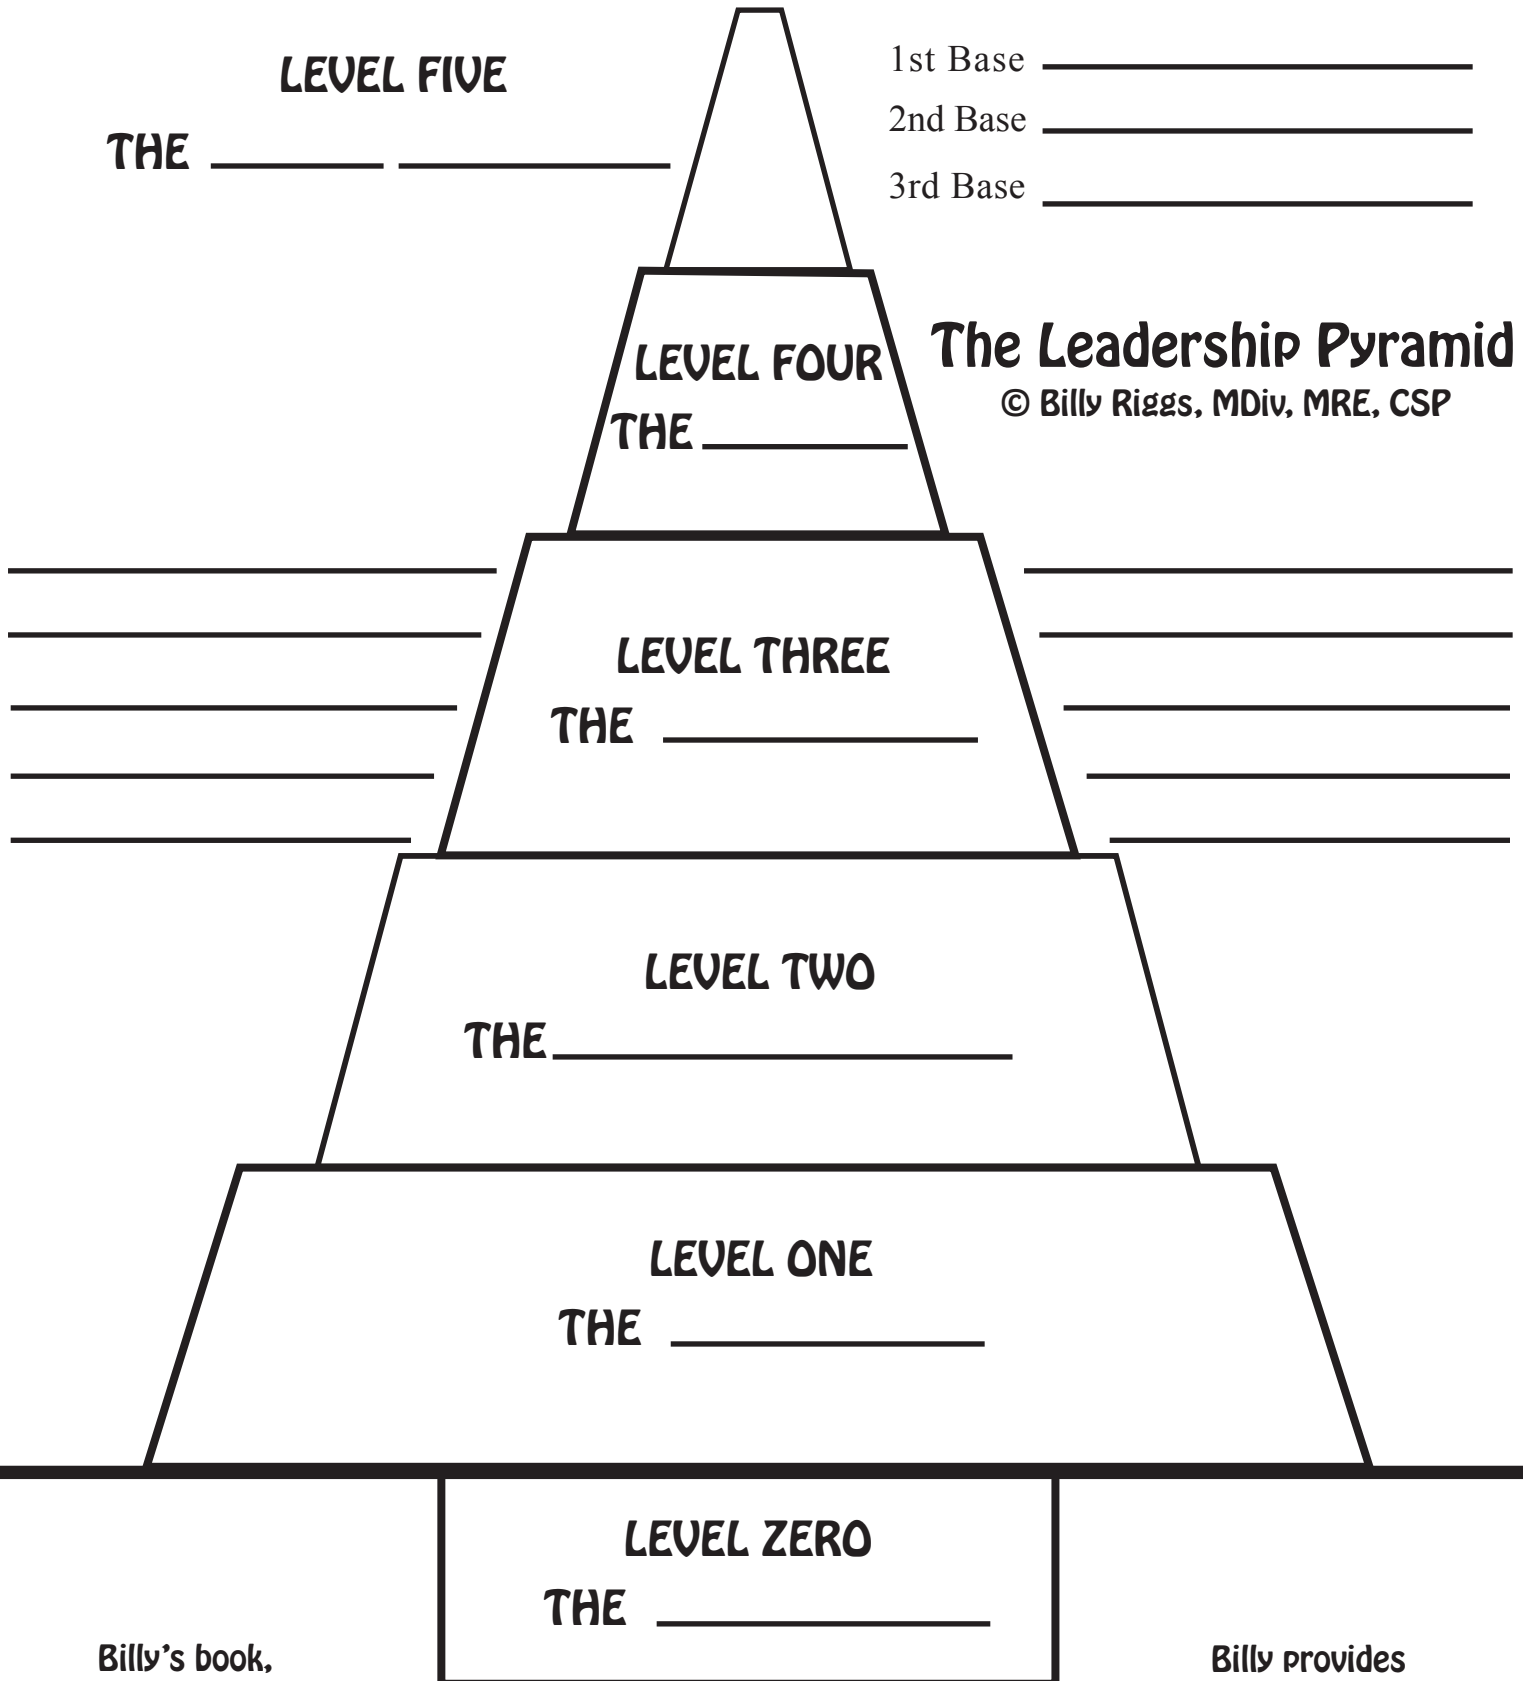 LEVEL FIVE
THE
1st Base
2nd Base
3rd Base
The Leadership Pyramid
© Billy Riggs, MDiv, MRE, CSP
LEVEL FOUR
THE
LEVEL THREE
THE
LEVEL TWO
THE
LEVEL ONE
THE
LEVEL ZERO
THE
Billy's book,
Billy provides